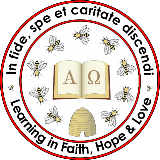 In fide, spe et caritate discendi
Α Ω
Learning in Faith, Hope & Love